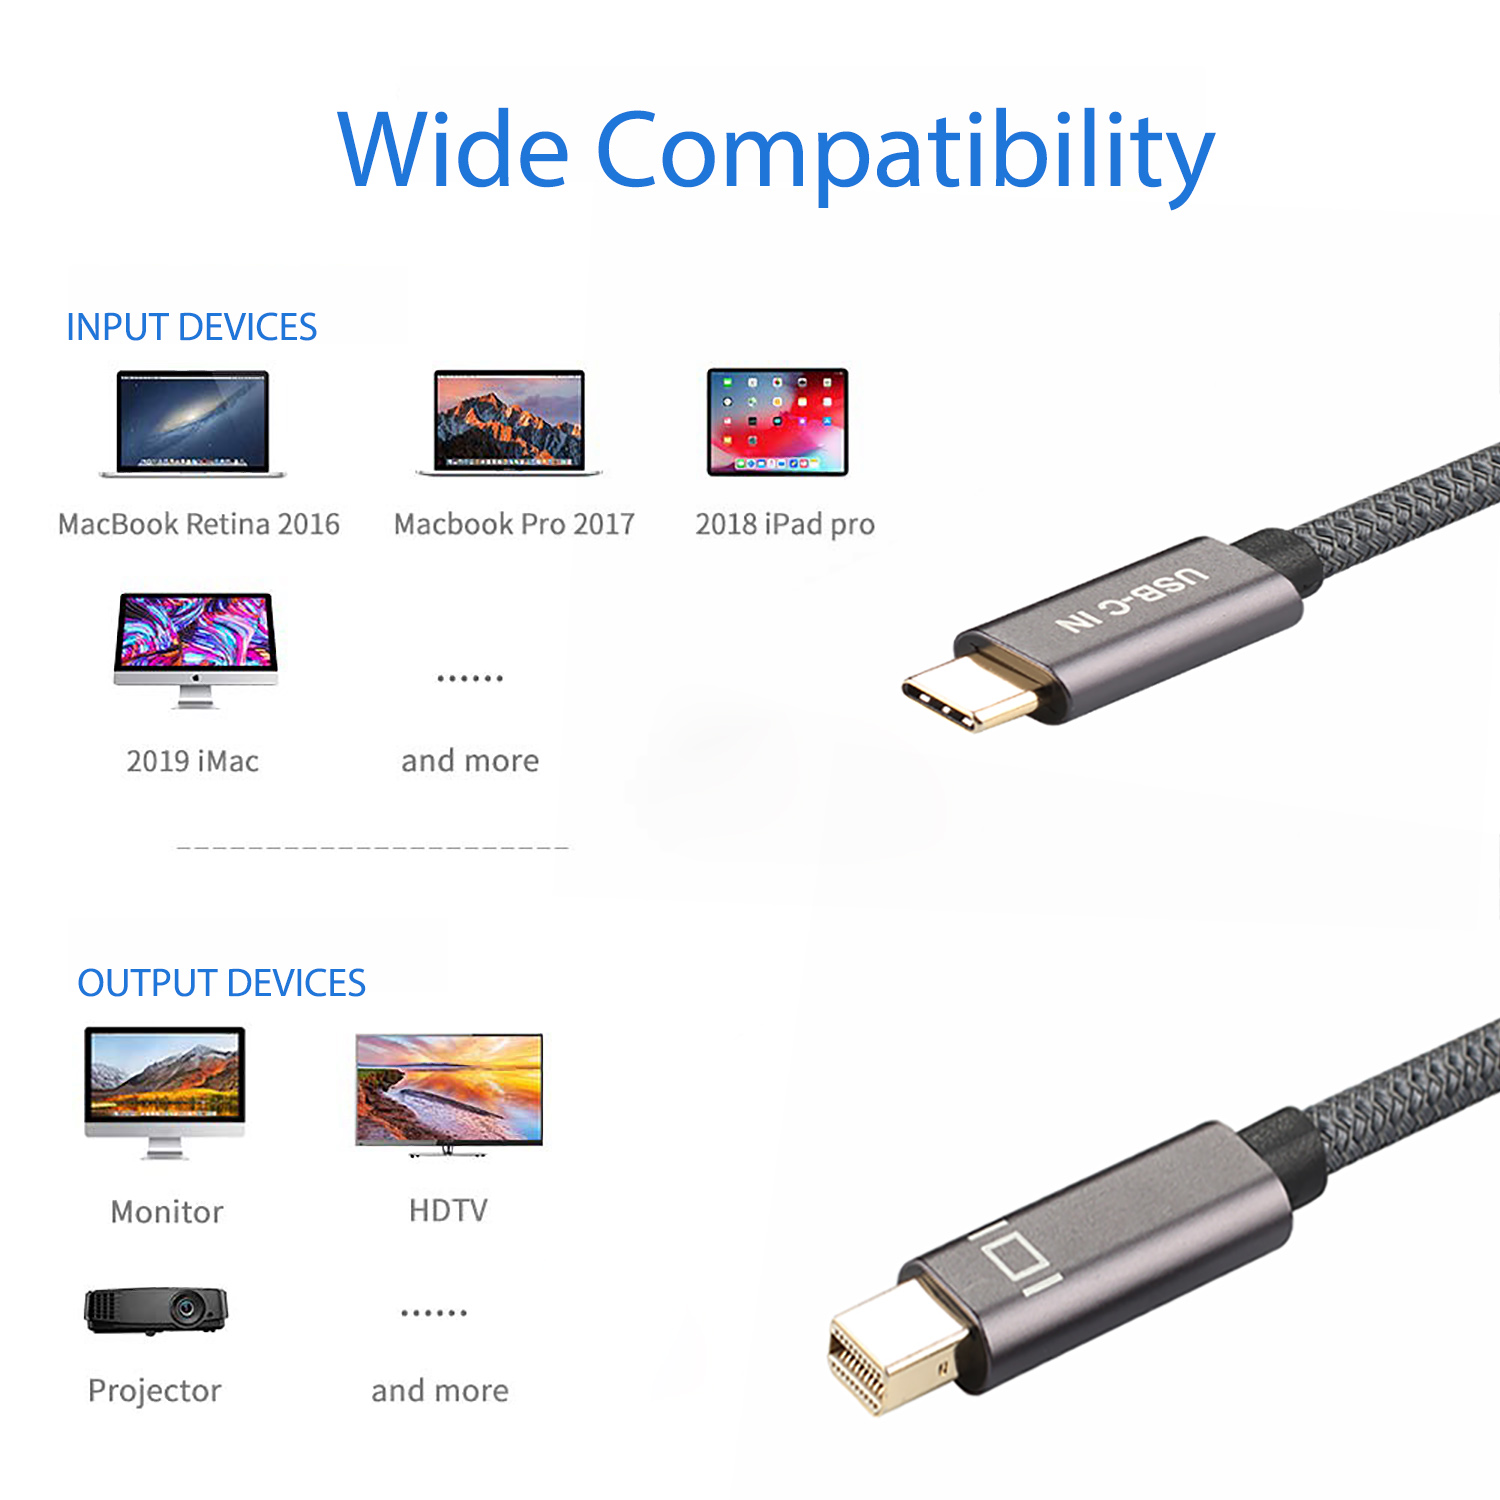 Wide Compatibility
INPUT DEVICES
MacBook Retina 2016
Macbook Pro 2017
2018 iPad pro
USB-C IN
2019 iMac
......
and more
OUTPUT DEVICES
Monitor
HDTV
Projector
......
and more